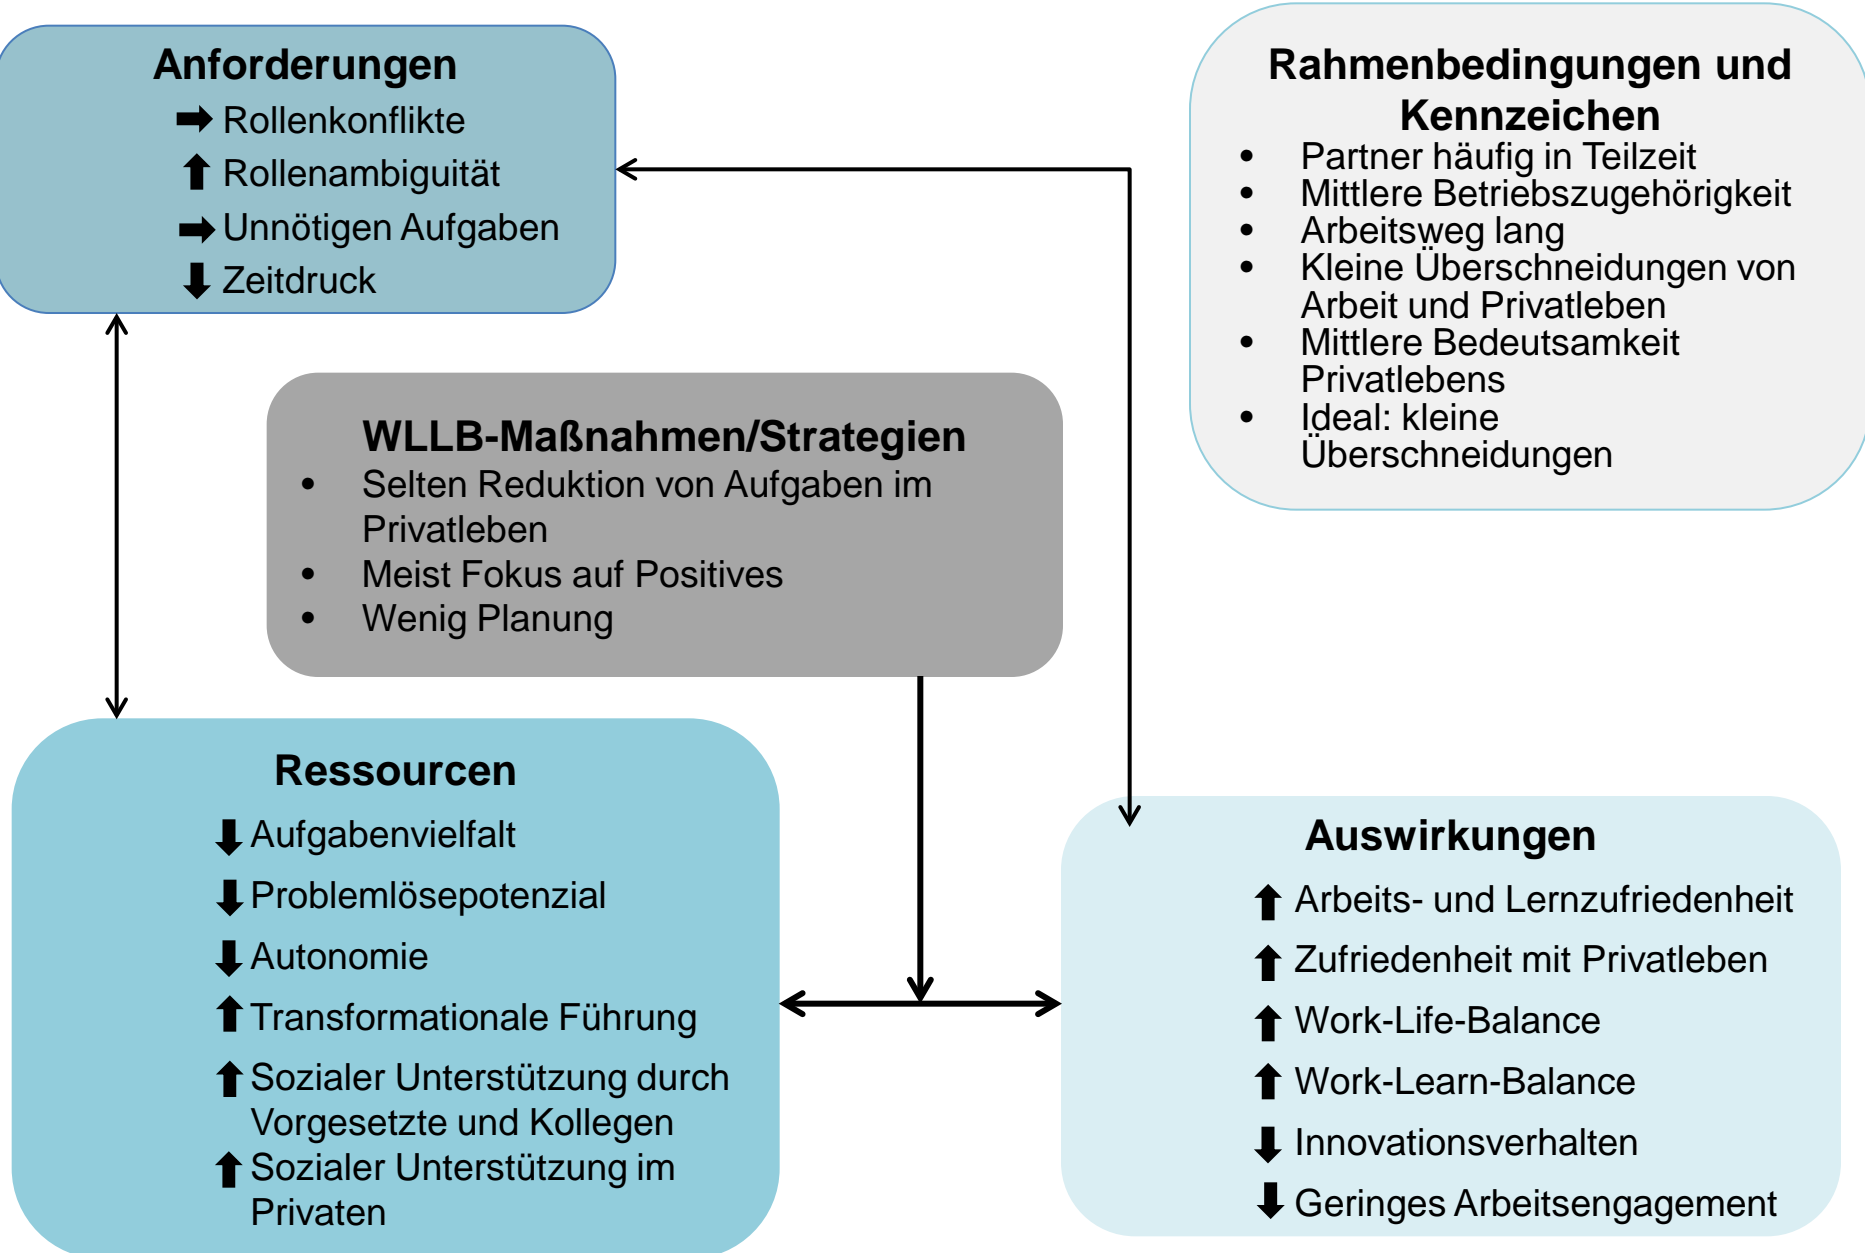 Anforderungen
Rollenkonflikte
Rollenambiguität
Unnötigen Aufgaben
Zeitdruck
Rahmenbedingungen und
Kennzeichen
• Partner häufig in Teilzeit
• Mittlere Betriebszugehörigkeit
• Arbeitsweg lang
• Kleine Überschneidungen von
Arbeit und Privatleben
• Mittlere Bedeutsamkeit
Privatlebens
• Ideal: kleine
Überschneidungen
WLLB-Maßnahmen/Strategien
• Selten Reduktion von Aufgaben im
Privatleben
• Meist Fokus auf Positives
• Wenig Planung
Ressourcen
Aufgabenvielfalt
Problemlösepotenzial
Autonomie
Transformationale Führung
Sozialer Unterstützung durch
Vorgesetzte und Kollegen
Sozialer Unterstützung im
Privaten
Auswirkungen
Arbeits- und Lernzufriedenheit
Zufriedenheit mit Privatleben
Work-Life-Balance
Work-Learn-Balance
Innovationsverhalten
Geringes Arbeitsengagement